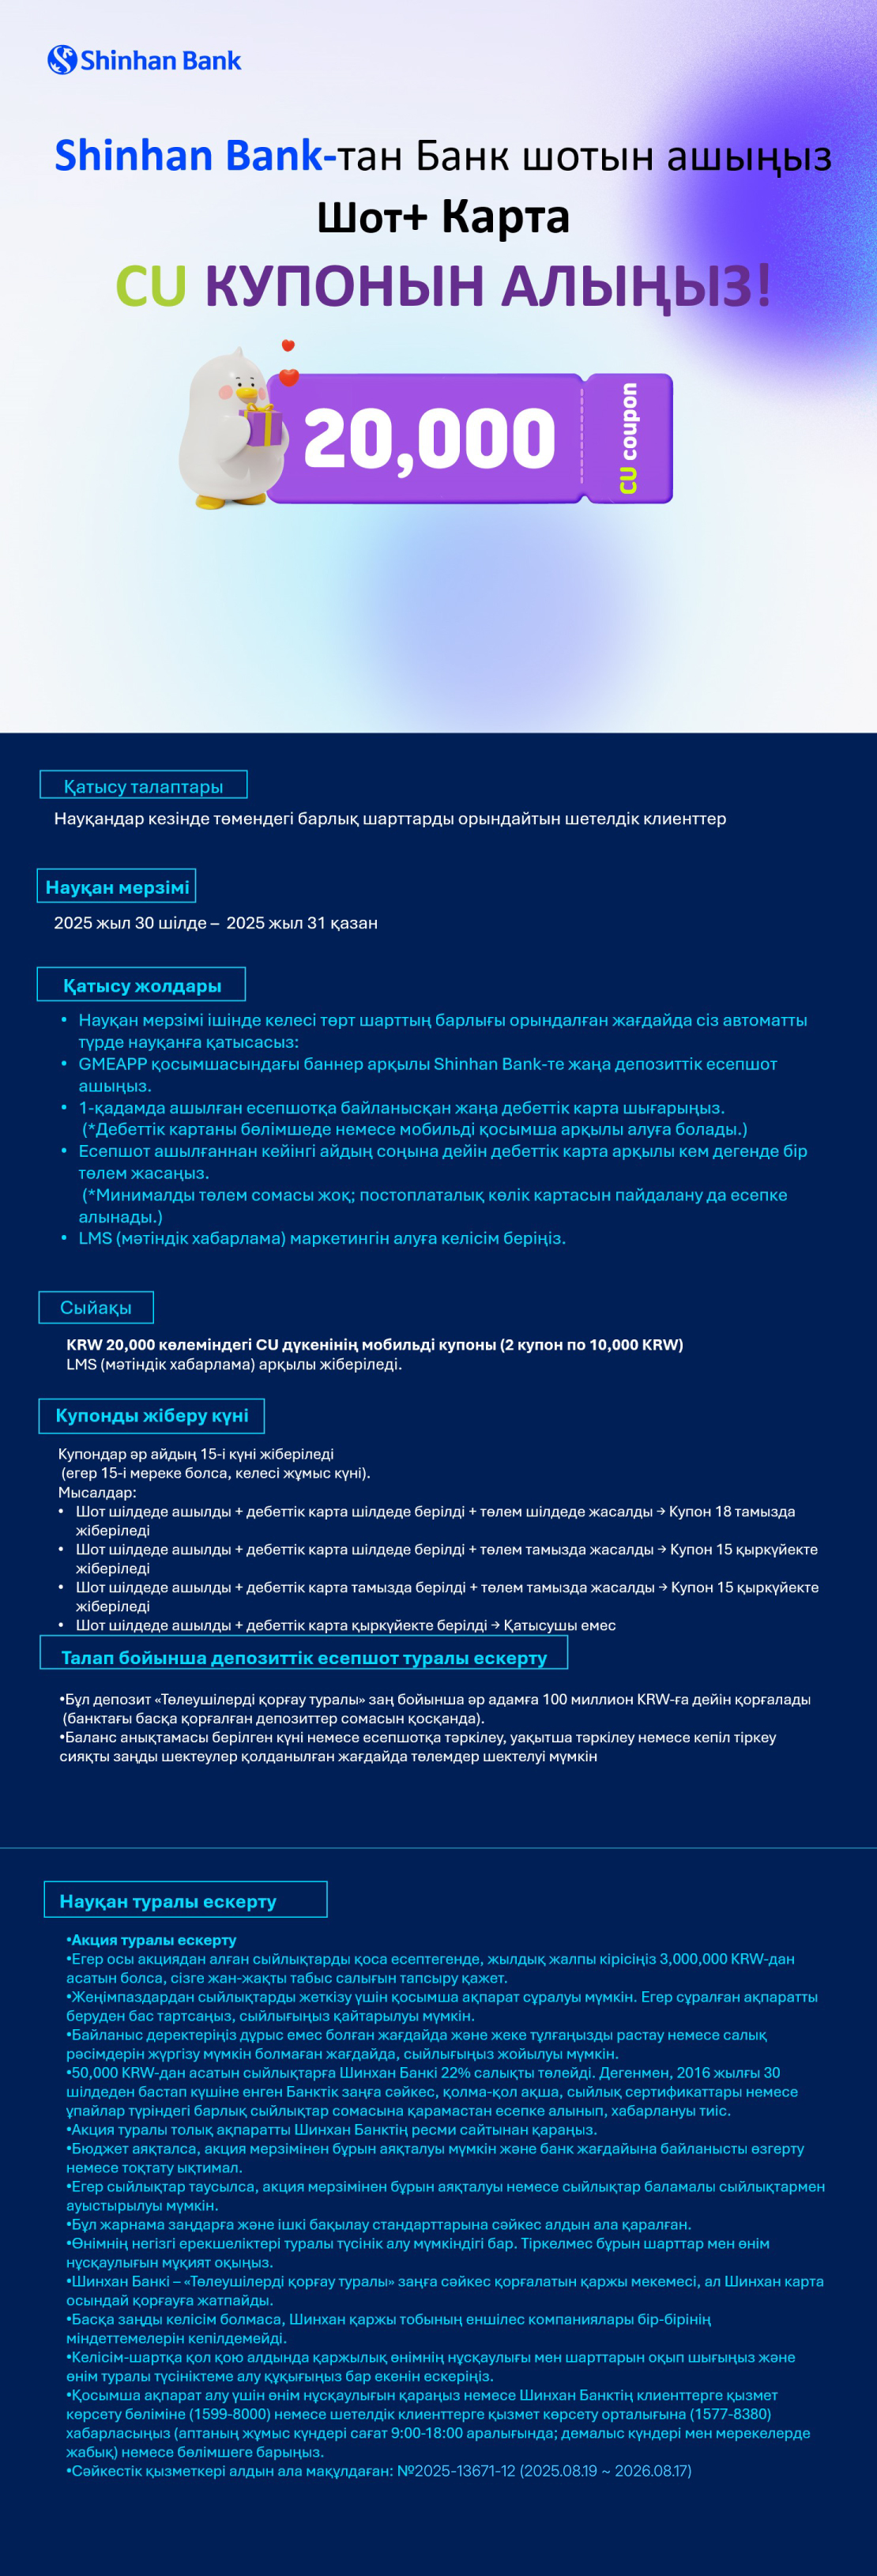 Shinhan Bank
Shinhan Bank-тан Банк шотын ашыңыз
Шот+ Карта
CU КУПОНЫН АЛЫҢЫЗ!
20,000
CU coupon
Қатысу талаптары
Науқандар кезінде төмендегі барлық шарттарды орындайтын шетелдік клиенттер
Науқан мерзімі
2025 жыл 30 шілде – 2025 жыл 31 қазан
Қатысу жолдары
• Науқан мерзімі ішінде келесі төрт шарттың барлығы орындалған жағдайда сіз автоматты
түрде науқанға қатысасыз:
• GMEAPP қосымшасындағы баннер арқылы Shinhan Bank-те жаңа депозиттік есепшот
ашыңыз.
• 1-қадамда ашылған есепшотқа байланысқан жаңа дебеттік карта шығарыңыз.
(*Дебеттік картаны бөлімшеде немесе мобильді қосымша арқылы алуға болады.)
• Есепшот ашылғаннан кейінгі айдың соңына дейін дебеттік карта арқылы кем дегенде бір
төлем жасаңыз.
(*Минималды төлем сомасы жоқ; постоплаталық көлік картасын пайдалану да есепке
алынады.)
• LMS (мәтіндік хабарлама) маркетингін алуға келісім беріңіз.
Сыйақы
KRW 20,000 көлеміндегі CU дүкенінің мобильді купоны (2 купон по 10,000 KRW)
LMS (мәтіндік хабарлама) арқылы жіберіледі.
Купонды жіберу күні
Купондар әр айдың 15-і күні жіберіледі
(егер 15-і мереке болса, келесі жұмыс күні).
Мысалдар:
• Шот шілдеде ашылды + дебеттік карта шілдеде берілді + төлем шілдеде жасалды → Купон 18 тамызда
жіберіледі
• Шот шілдеде ашылды + дебеттік карта шілдеде берілді + төлем тамызда жасалды → Купон 15 қыркүйекте
жіберіледі
• Шот шілдеде ашылды + дебеттік карта тамызда берілді + төлем тамызда жасалды → Купон 15 қыркүйекте
жіберіледі
• Шот шілдеде ашылды + дебеттік карта қыркүйекте берілді → Қатысушы емес
Талап бойынша депозиттік есепшот туралы ескерту
•Бұл депозит «Төлеушілерді қорғау туралы» заң бойынша әр адамға 100 миллион KRW-ға дейін қорғалады
(банктағы басқа қорғалған депозиттер сомасын қосқанда).
•Баланс анықтамасы берілген күні немесе есепшотқа тәркілеу, уақытша тәркілеу немесе кепіл тіркеу
сияқты заңды шектеулер қолданылған жағдайда төлемдер шектелуі мүмкін
Науқан туралы ескерту
•Акция туралы ескерту
•Егер осы акциядан алған сыйлықтарды қоса есептегенде, жылдық жалпы кірісіңіз 3,000,000 KRW-дан
асатын болса, сізге жан-жақты табыс салығын тапсыру қажет.
•Жеңімпаздардан сыйлықтарды жеткізу үшін қосымша ақпарат сұралуы мүмкін. Егер сұралған ақпаратты
беруден бас тартсаңыз, сыйлығыңыз қайтарылуы мүмкін.
•Байланыс деректеріңіз дұрыс емес болған жағдайда және жеке тұлғаңызды растау немесе салық
рәсімдерін жүргізу мүмкін болмаған жағдайда, сыйлығыңыз жойылуы мүмкін.
•50,000 KRW-дан асатын сыйлықтарға Шинхан Банкі 22% салықты төлейді. Дегенмен, 2016 жылғы 30
шілдеден бастап күшіне енген Банктік заңға сәйкес, қолма-қол ақша, сыйлық сертификаттары немесе
ұпайлар түріндегі барлық сыйлықтар сомасына қарамастан есепке алынып, хабарлануы тиіс.
•Акция туралы толық ақпаратты Шинхан Банктің ресми сайтынан қараңыз.
•Бюджет аяқталса, акция мерзімінен бұрын аяқталуы мүмкін және банк жағдайына байланысты өзгерту
немесе тоқтату ықтимал.
•Егер сыйлықтар таусылса, акция мерзімінен бұрын аяқталуы немесе сыйлықтар баламалы сыйлықтармен
ауыстырылуы мүмкін.
•Бұл жарнама заңдарға және ішкі бақылау стандарттарына сәйкес алдын ала қаралған.
•Өнімнің негізгі ерекшеліктері туралы түсінік алу мүмкіндігі бар. Тіркелмес бұрын шарттар мен өнім
нұсқаулығын мұқият оқыңыз.
•Шинхан Банкі – «Төлеушілерді қорғау туралы» заңға сәйкес қорғалатын қаржы мекемесі, ал Шинхан карта
осындай қорғауға жатпайды.
•Басқа заңды келісім болмаса, Шинхан қаржы тобының еншілес компаниялары бір-бірінің
міндеттемелерін кепілдемейді.
•Келісім-шартқа қол қою алдында қаржылық өнімнің нұсқаулығы мен шарттарын оқып шығыңыз және
өнім туралы түсініктеме алу құқығыңыз бар екенін ескеріңіз.
•Қосымша ақпарат алу үшін өнім нұсқаулығын қараңыз немесе Шинхан Банктің клиенттерге қызмет
көрсету бөліміне (1599-8000) немесе шетелдік клиенттерге қызмет көрсету орталығына (1577-8380)
хабарласыңыз (аптаның жұмыс күндері сағат 9:00-18:00 аралығында; демалыс күндері мен мерекелерде
жабық) немесе бөлімшеге барыңыз.
•Сәйкестік қызметкері алдын ала мақұлдаған: №2025-13671-12 (2025.08.19 ~ 2026.08.17)